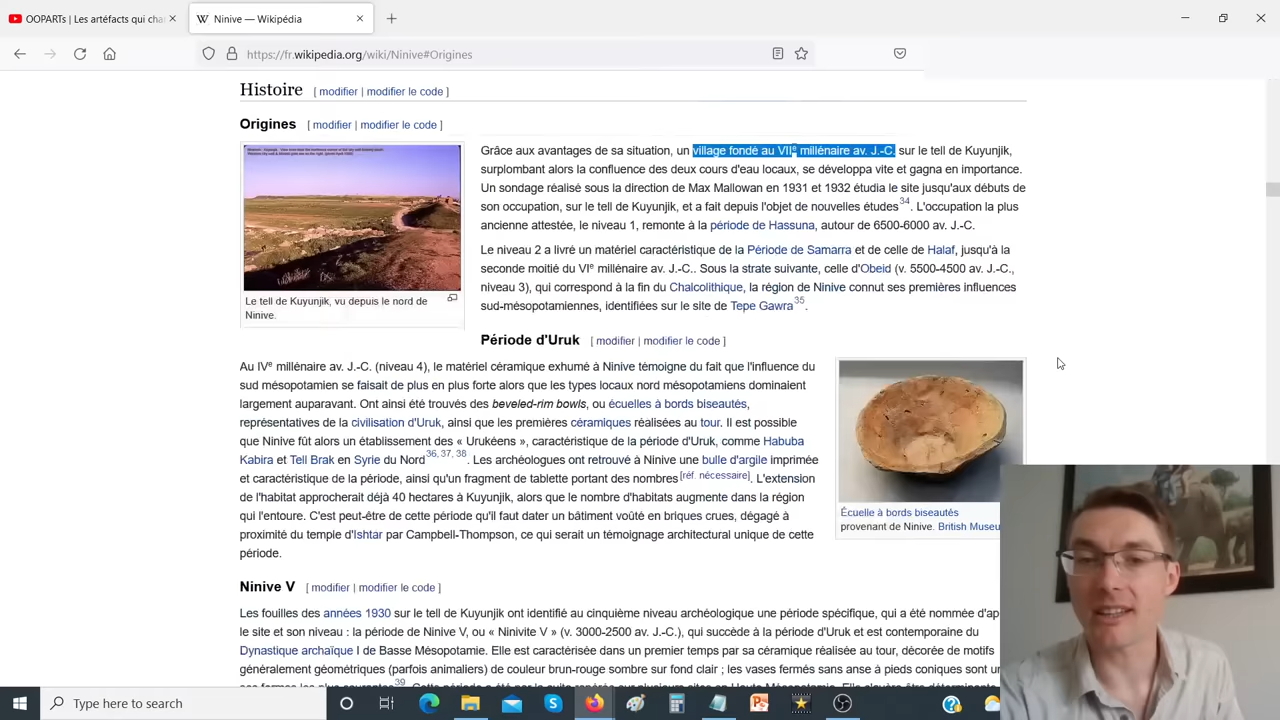 OOPARTs | Les artéfacts qui cha
Ninive — Wikipédia
https://fr.wikipedia.org/wiki/Ninive#Origines
Histoire [ modifier | modifier le code ]
Origines [ modifier | modifier le code ]
Grâce aux avantages de sa situation, un village fondé au VIIe millénaire av. J.-C. sur le tell de Kuyunjik,
surplombant alors la confluence des deux cours d'eau locaux, se développa vite et gagna en importance.
Un sondage réalisé sous la direction de Max Mallowan en 1931 et 1932 étudia le site jusqu'aux débuts de
son occupation, sur le tell de Kuyunjik, et a fait depuis l'objet de nouvelles études34. L'occupation la plus
ancienne attestée, le niveau 1, remonte à la période de Hassuna, autour de 6500-6000 av. J.-C.
Le niveau 2 a livré un matériel caractéristique de la Période de Samarra et de celle de Halaf, jusqu'à la
seconde moitié du VIe millénaire av. J.-C.. Sous la strate suivante, celle d'Obeid (v. 5500-4500 av. J.-C.,
niveau 3), qui correspond à la fin du Chalcolithique, la région de Ninive connut ses premières influences
sud-mésopotamiennes, identifiées sur le site de Tepe Gawra35.
Le tell de Kuyunjik, vu depuis le nord de
Ninive.
Période d'Uruk [ modifier | modifier le code ]
Au IVe millénaire av. J.-C. (niveau 4), le matériel céramique exhumé à Ninive témoigne du fait que l'influence du
sud mésopotamien se faisait de plus en plus forte alors que les types locaux nord mésopotamiens dominaient
largement auparavant. Ont ainsi été trouvés des beveled-rim bowls, ou écuelles à bords biseautés,
représentatives de la civilisation d'Uruk, ainsi que les premières céramiques réalisées au tour. Il est possible
que Ninive fût alors un établissement des « Urukéens », caractéristique de la période d'Uruk, comme Habuba
Kabira et Tell Brak en Syrie du Nord36, 37, 38. Les archéologues ont retrouvé à Ninive une bulle d'argile imprimée
et caractéristique de la période, ainsi qu'un fragment de tablette portant des nombres[réf. nécessaire]. L'extension
de l'habitat approcherait déjà 40 hectares à Kuyunjik, alors que le nombre d'habitats augmente dans la région
qui l'entoure. C'est peut-être de cette période qu'il faut dater un bâtiment voûté en briques crues, dégagé à
proximité du temple d'Ishtar par Campbell-Thompson, ce qui serait un témoignage architectural unique de cette
période.
Écuelle à bords biseautés
provenant de Ninive. British Museu
Ninive V [ modifier | modifier le code ]
Les fouilles des années 1930 sur le tell de Kuyunjik ont identifié au cinquième niveau archéologique une période spécifique, qui a été nommée d'ap
le site et son niveau : la période de Ninive V, ou « Ninivite V » (v. 3000-2500 av. J.-C.), qui succède à la période d'Uruk et est contemporaine du
Dynastique archaïque I de Basse Mésopotamie. Elle est caractérisée dans un premier temps par sa céramique réalisée au tour, décorée de motifs
généralement géométriques (parfois animaliers) de couleur brun-rouge sombre sur fond clair ; les vases fermés sans anse à pieds coniques sont un
Type here to search